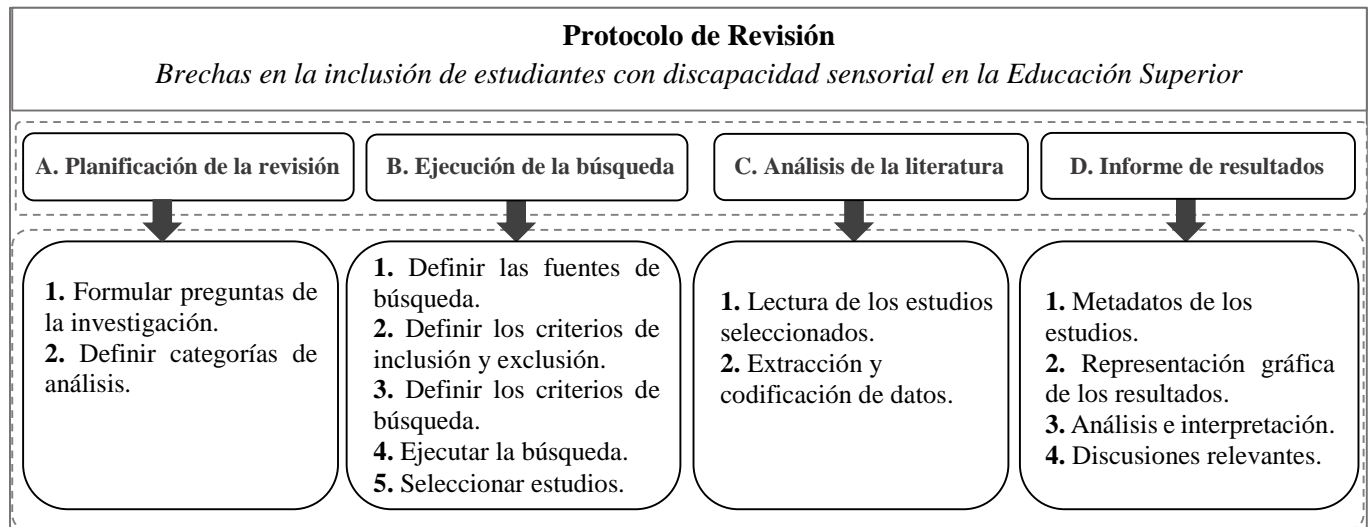 Protocolo de Revisión
Brechas en la inclusión de estudiantes con discapacidad sensorial en la Educación Superior
A. Planificación de la revisión
B. Ejecución de la búsqueda
C. Análisis de la literatura
D. Informe de resultados
1. Formular preguntas de
la investigación.
2. Definir categorías de
análisis.
1. Definir las fuentes de
búsqueda.
2. Definir los criterios de
inclusión y exclusión.
3. Definir los criterios de
búsqueda.
4. Ejecutar la búsqueda.
5. Seleccionar estudios.
1. Lectura de los estudios
seleccionados.
2. Extracción y
codificación de datos.
1. Metadatos de los
estudios.
2. Representación gráfica
de los resultados.
3. Análisis e interpretación.
4. Discusiones relevantes.